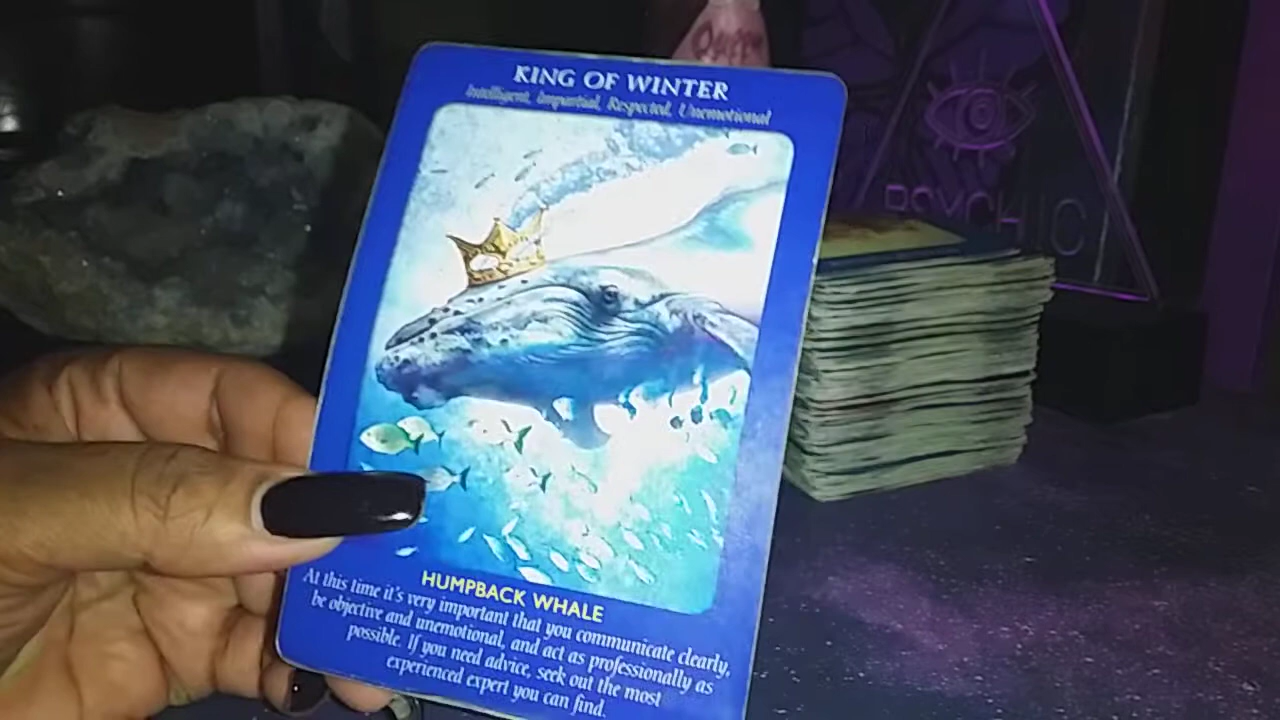 KING OF WINTER
Intelligent, Impartial, Respected, Unemotional
PSYCHIC
HUMPBACK WHALE
At this time it's very important that you communicate clearly,
be objective and unemotional, and act as professionally as
possible. If you need advice, seek out the most
experienced expert you can find.